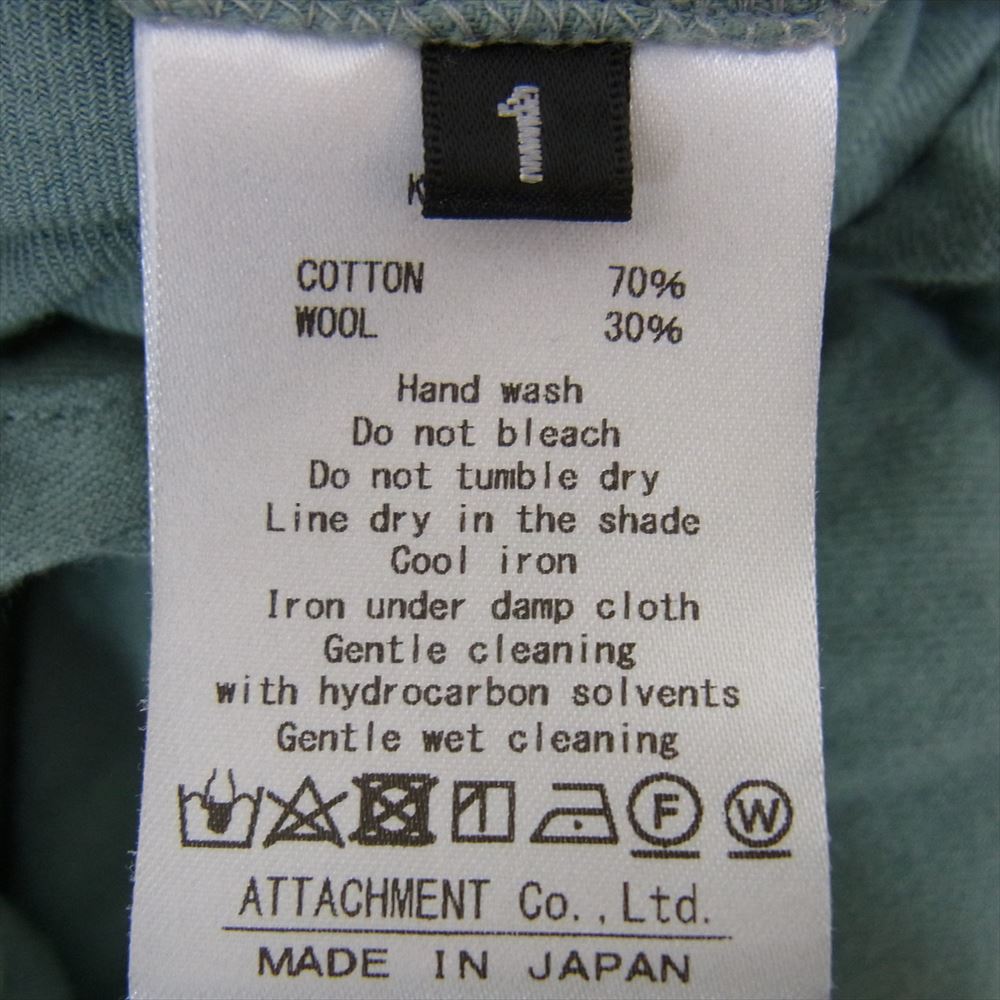 1
K
COTTON 70%
WOOL 30%
Hand wash
Do not bleach
Do not tumble dry
Line dry in the shade
Cool iron
Iron under damp cloth
Gentle cleaning
with hydrocarbon solvents
Gentle wet cleaning
F W
ATTACHMENT Co.,Ltd.
MADE IN JAPAN